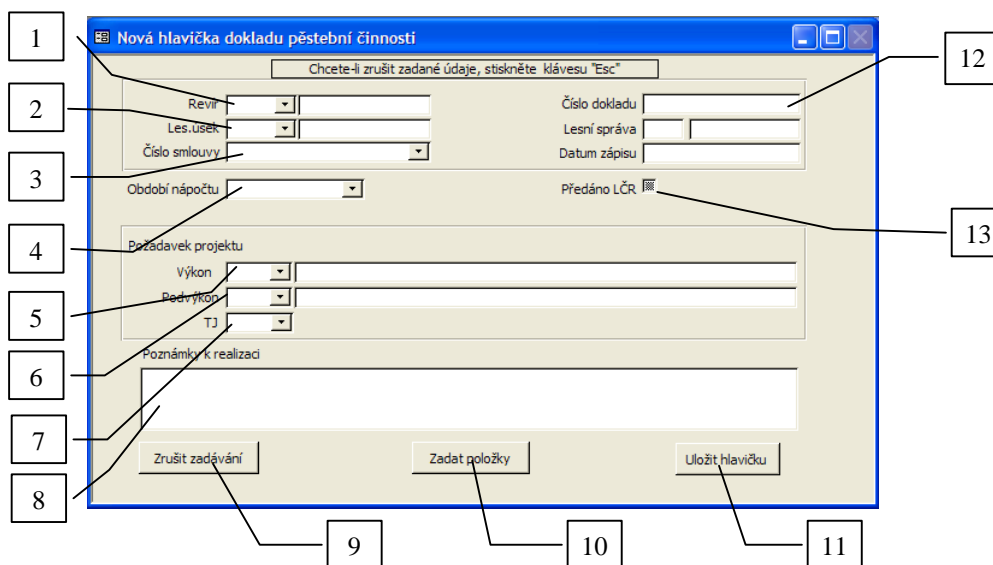 Nová hlavička dokladu pěstební činnosti
Chcete-li zrušit zadané údaje, stiskněte klávesu "Esc"
1
2
3
4
5
6
7
8
9
10
11
12
13
Revír
Les.úsek
Číslo smlouvy
Období nápočtu
Číslo dokladu
Lesní správa
Datum zápisu
Předáno LČR
Požadavek projektu
Výkon
Podvýkon
TJ
Poznámky k realizaci
Zrušit zadávání
Zadat položky
Uložit hlavičku